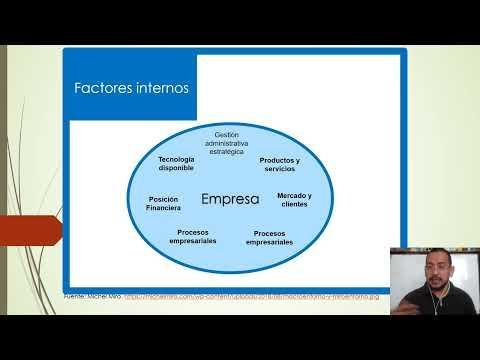 Factores internos
Gestión
administrativa
estratégica
Tecnología
disponible
Productos y
servicios
Posición
Financiera
Empresa
Mercado y
clientes
Procesos
empresariales
Procesos
empresariales
Fuente: Michel Miró,